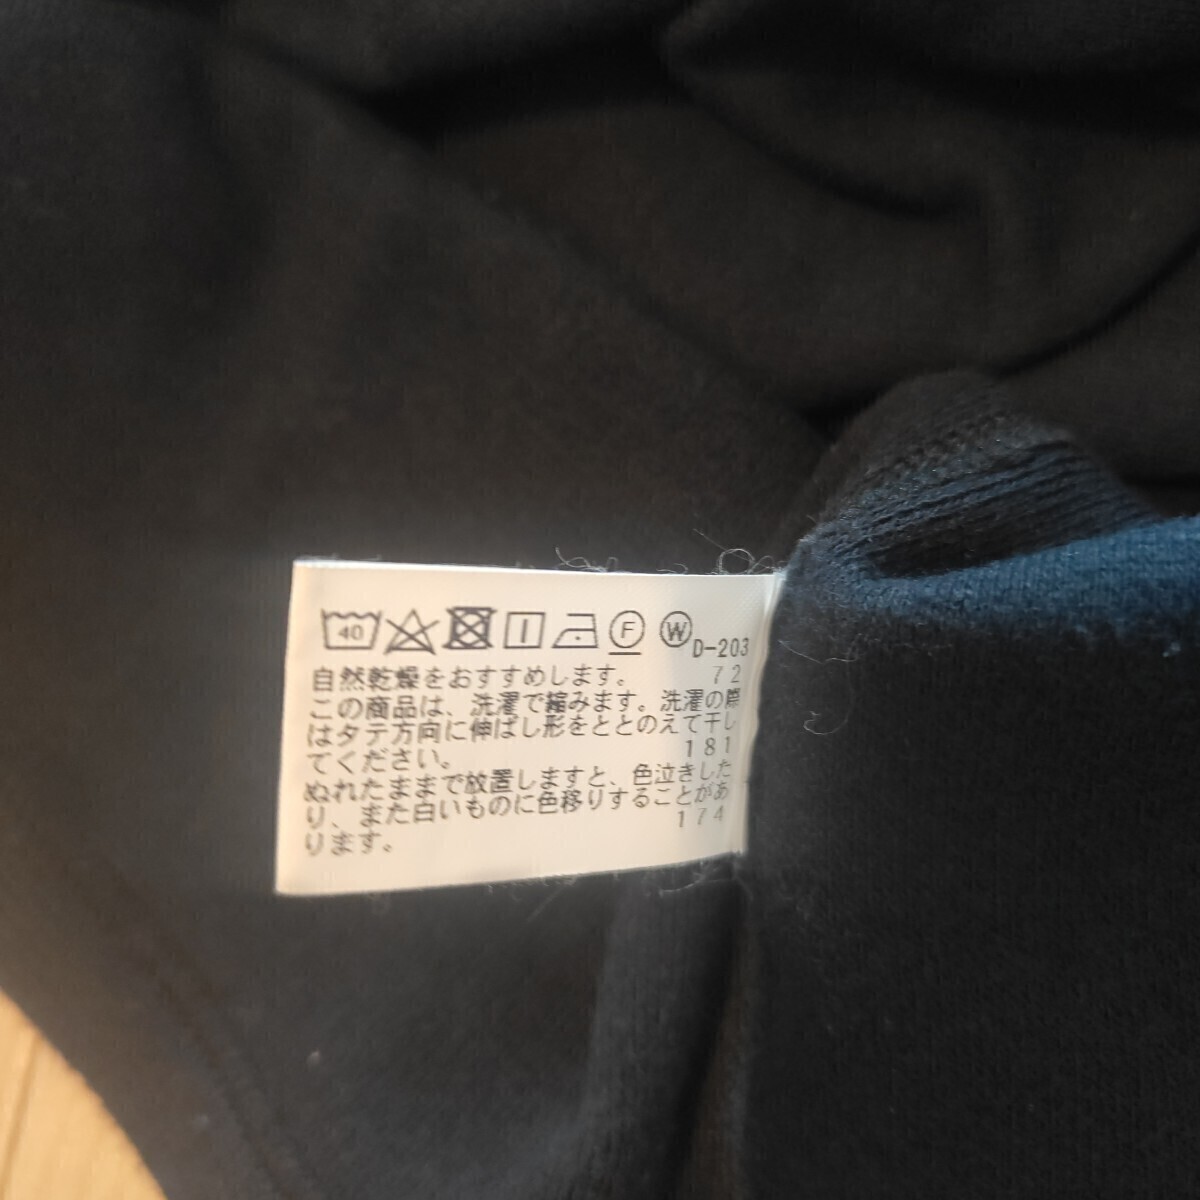 40 F W D-203
自然乾燥をおすすめします。 72
この商品は、洗濯で縮みます。洗濯の際
はタテ方向に伸ばし形をととのえて干し
てください。 181
ぬれたままで放置しますと、色泣きした
り、また白いものに色移りすることがあ
ります。 174